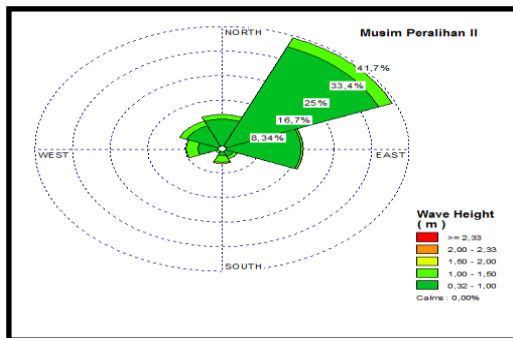 NORTH
Musim Peralihan II
41,7%
33,4%
25%
16,7%
8,34%
WEST
EAST
SOUTH
Wave Height
( m )
>= 2,33
2,00 - 2,33
1,50 - 2,00
1,00 - 1,50
0,32 - 1,00
Calms : 0,00%